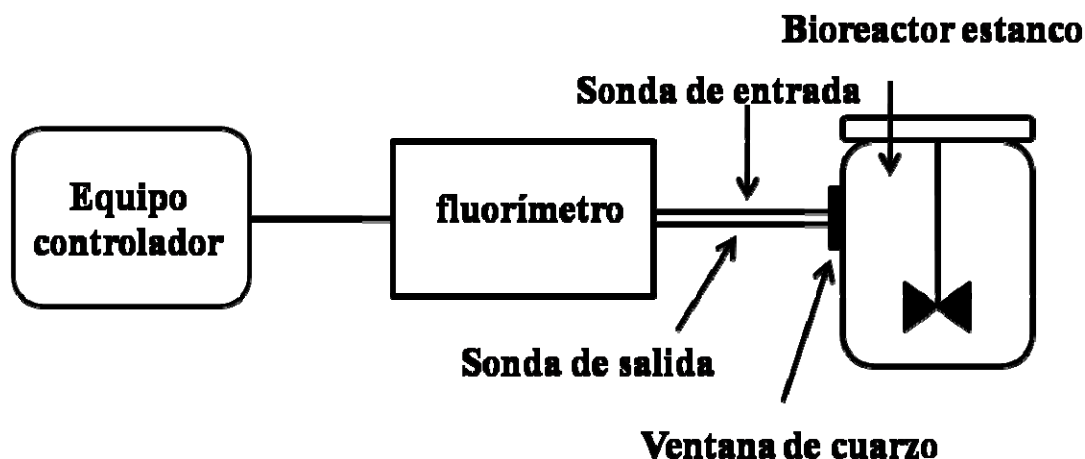 Bioreactor estanco
Sonda de entrada
Equipo
controlador
fluorímetro
Sonda de salida
Ventana de cuarzo